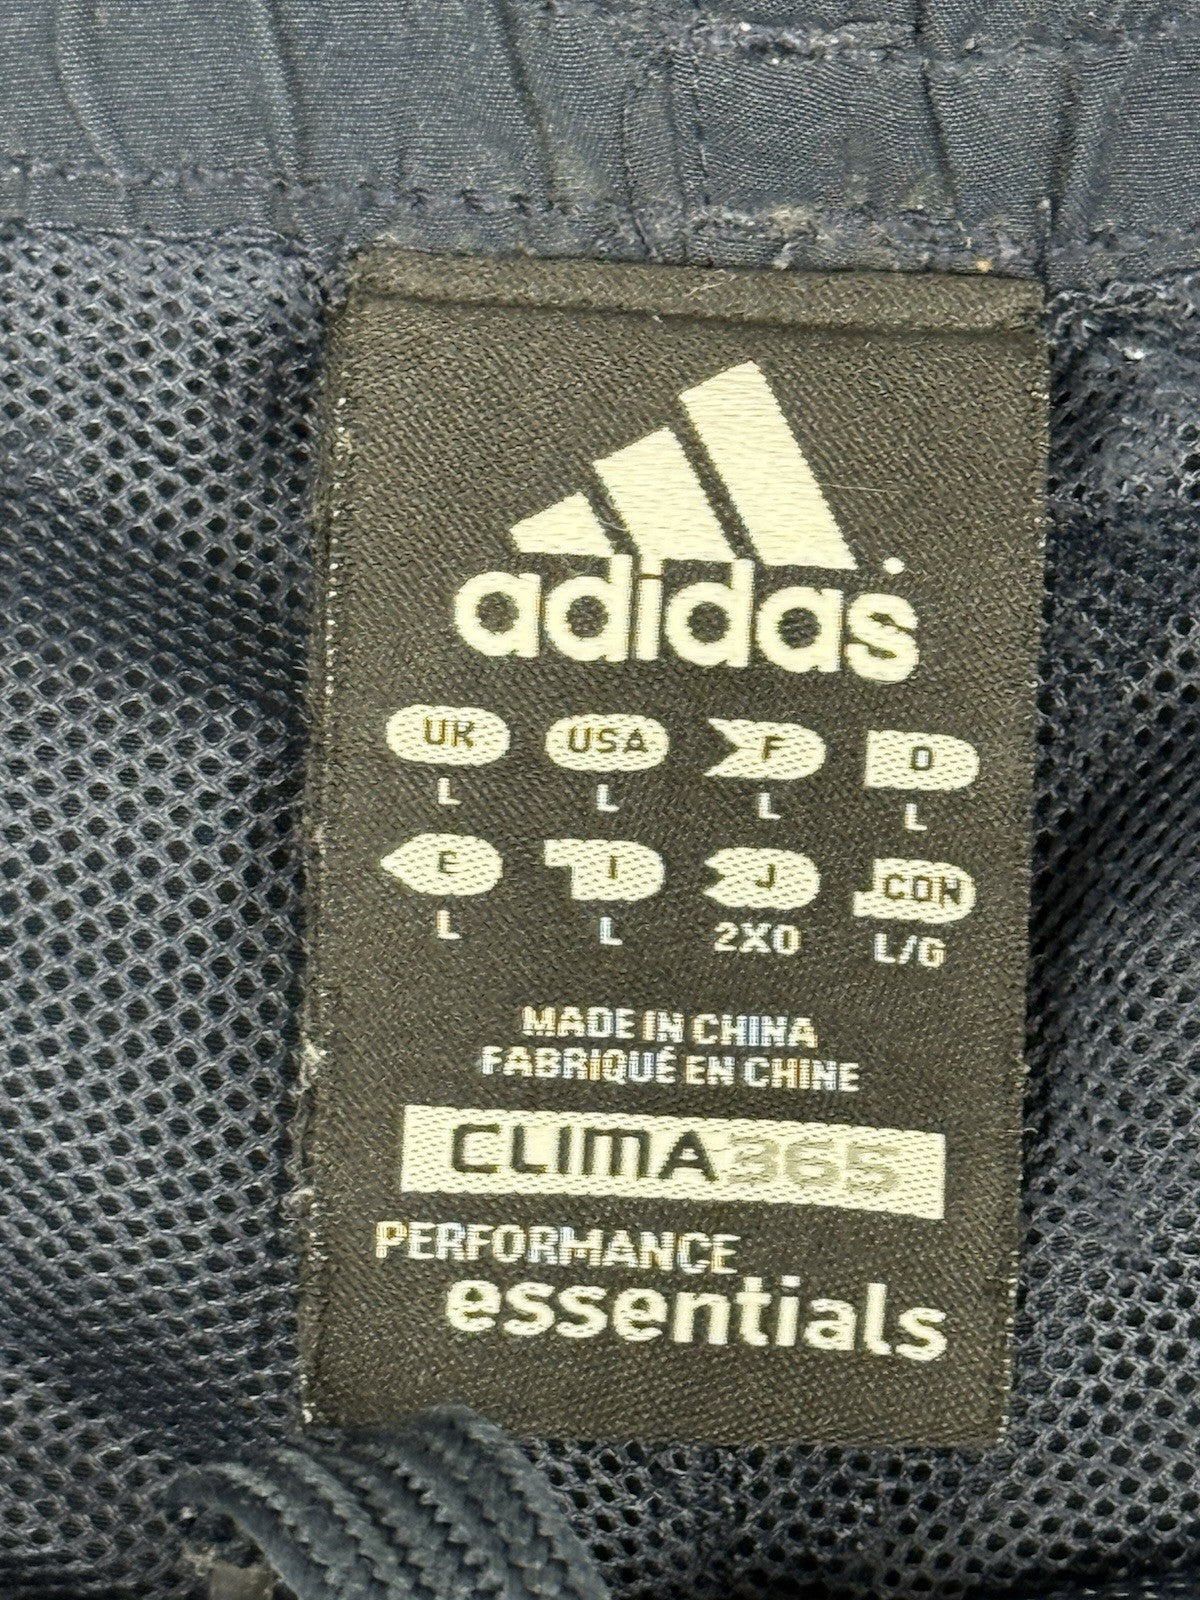 adidas
UK USA F D
L L L L
E I J CDN
L L 2XO L/G
MADE IN CHINA
FABRIQUÉ EN CHINE
CLIMA365
PERFORMANCE
essentials